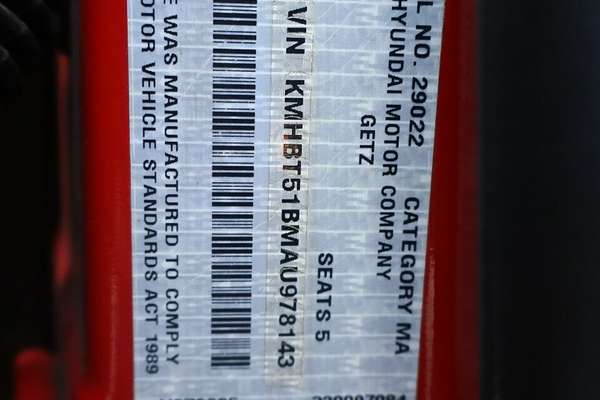 L NO. 29022 CATEGORY MA
HYUNDAI MOTOR COMPANY
GETZ
SEATS 5
VIN KMHBT51BMAU978143
E WAS MANUFACTURED TO COMPLY
OTOR VEHICLE STANDARDS ACT 1989